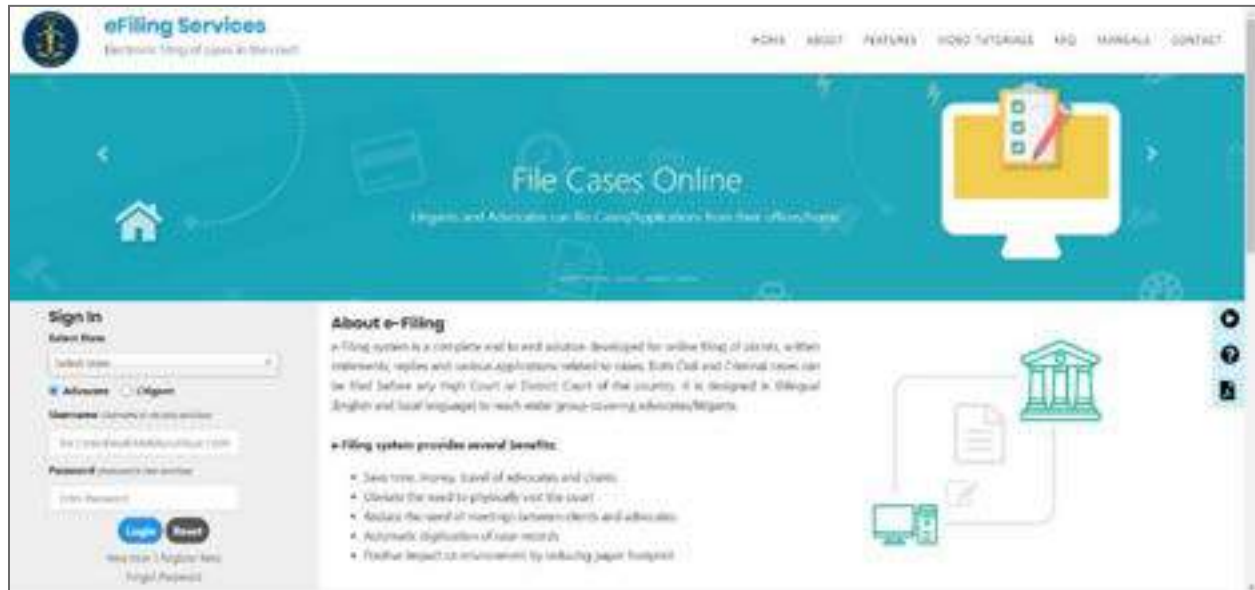 eFiling Services
Electronic filing of cases in the court
HOME ABOUT FEATURES VIDEO TUTORIALS FAQ MANUALS CONTACT
File Cases Online
Litigants and Advocates can file Cases/Applications from their offices/home
Sign In
Select State
Select State
Advocate Litigant
Username
Password
Enter Password
Login Reset
New User ? Register Here
Forgot Password
About e-Filing
e-Filing system is a complete end to end solution developed for online filing of plaints, written
statements, replies and various applications related to cases. Both Civil and Criminal cases can
be filed before any High Court or District Court of the country. It is designed in Bilingual
(English and local language) to reach wider group covering advocates/litigants.
e-Filing system provides several benefits:
Save time, money, travel of advocates and clients
Obviate the need to physically visit the court
Reduce the need of meetings between clients and advocates
Automatic digitization of case records
Positive impact on environment by reducing paper footprint